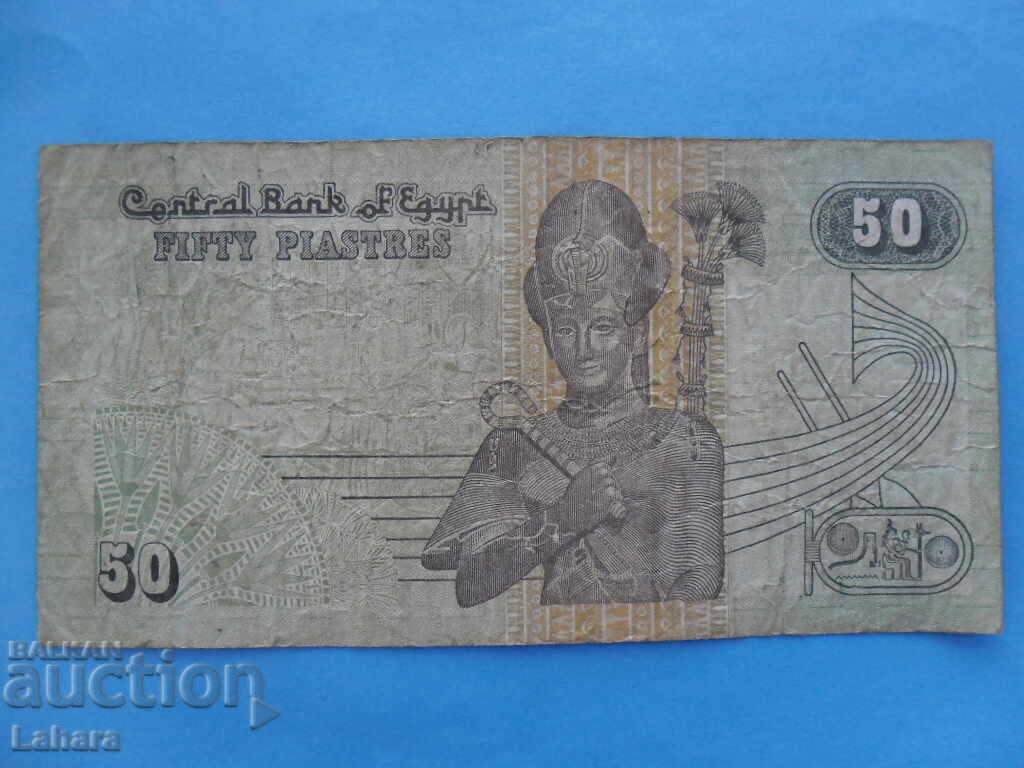 Central Bank of Egypt
FIFTY PIASTRES
50
50
BALKAN
auction
Lahara